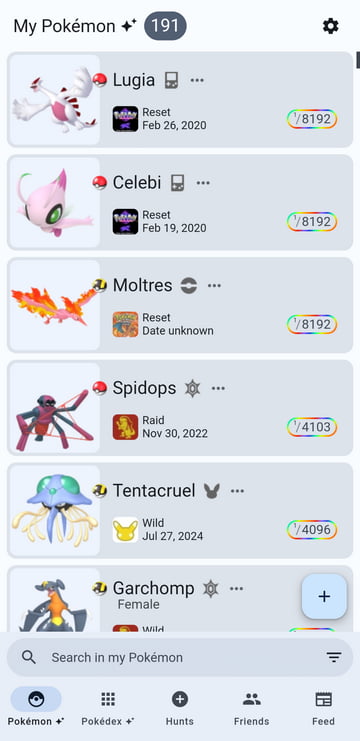 My Pokémon 191
Lugia
Reset
Feb 26, 2020
1/8192
Celebi
Reset
Feb 19, 2020
1/8192
Moltres
Reset
Date unknown
1/8192
Spidops
Raid
Nov 30, 2022
1/4103
Tentacruel
Wild
Jul 27, 2024
1/4096
Garchomp
Female
Wild
Search in my Pokémon
Pokémon Pokédex Hunts Friends Feed